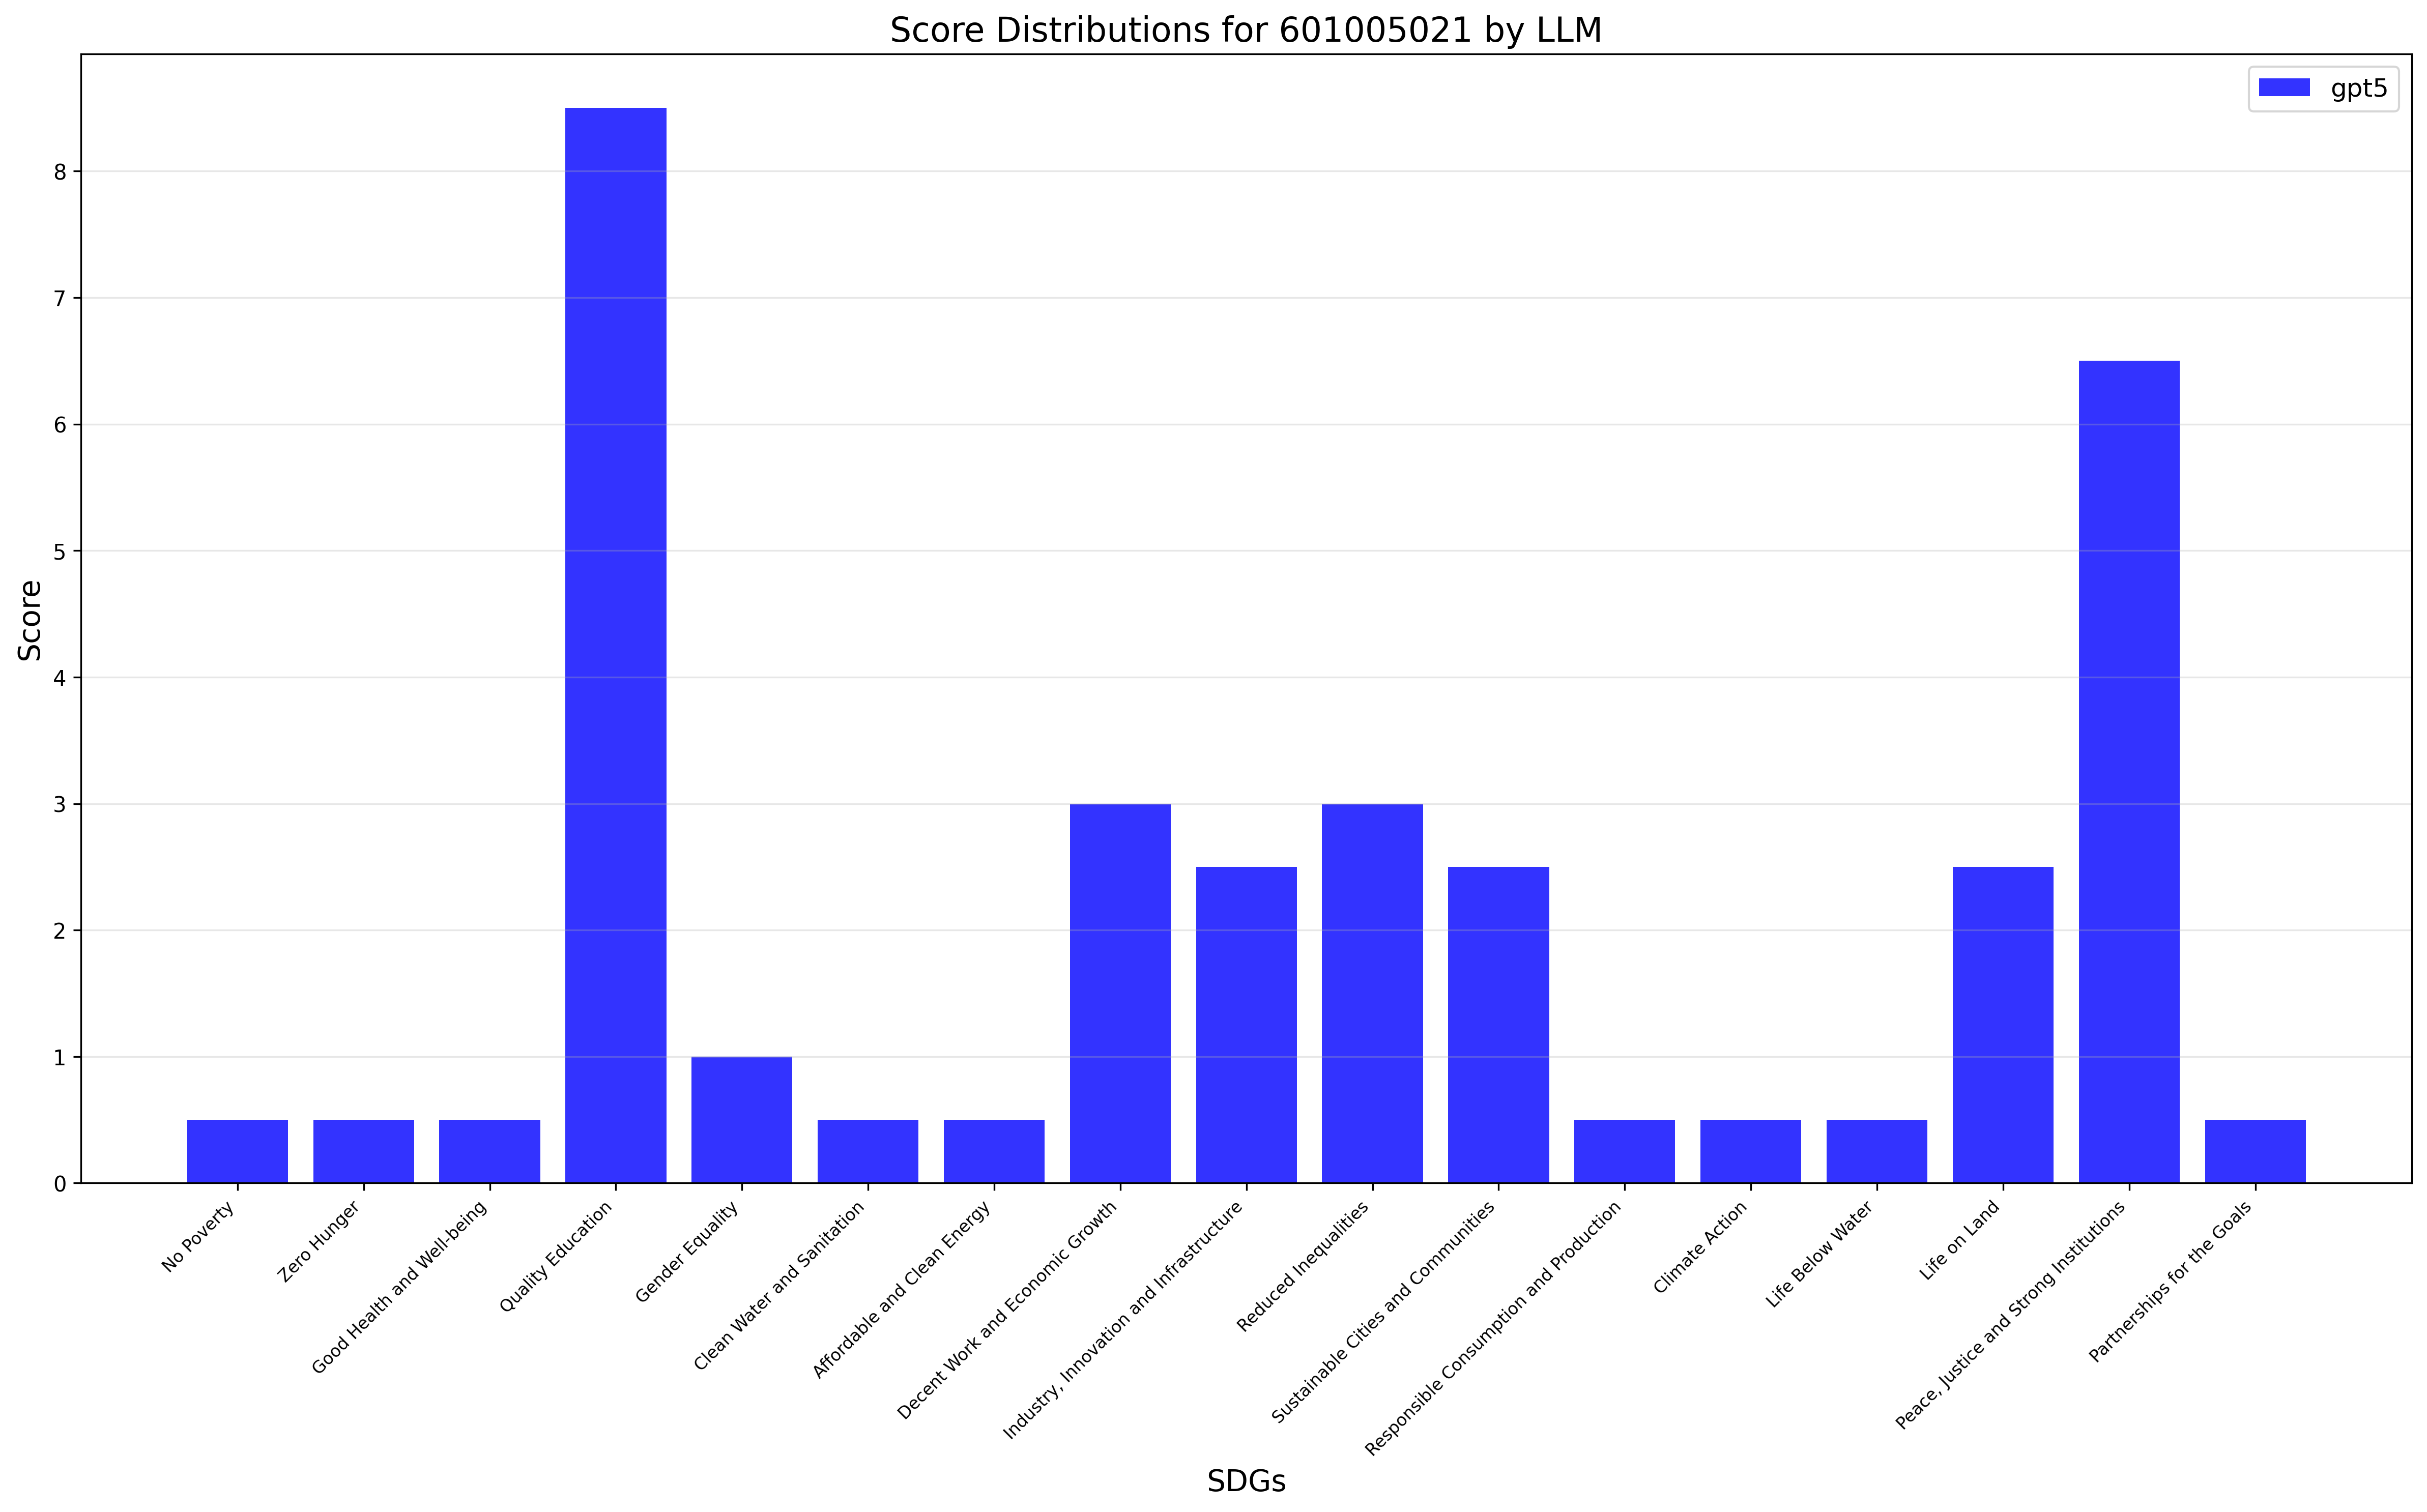 Score Distributions for 601005021 by LLM
gpt5
Score
8
7
6
5
4
3
2
1
0
No Poverty
Zero Hunger
Good Health and Well-being
Quality Education
Gender Equality
Clean Water and Sanitation
Affordable and Clean Energy
Decent Work and Economic Growth
Industry, Innovation and Infrastructure
Reduced Inequalities
Sustainable Cities and Communities
Responsible Consumption and Production
Climate Action
Life Below Water
Life on Land
Peace, Justice and Strong Institutions
Partnerships for the Goals
SDGs